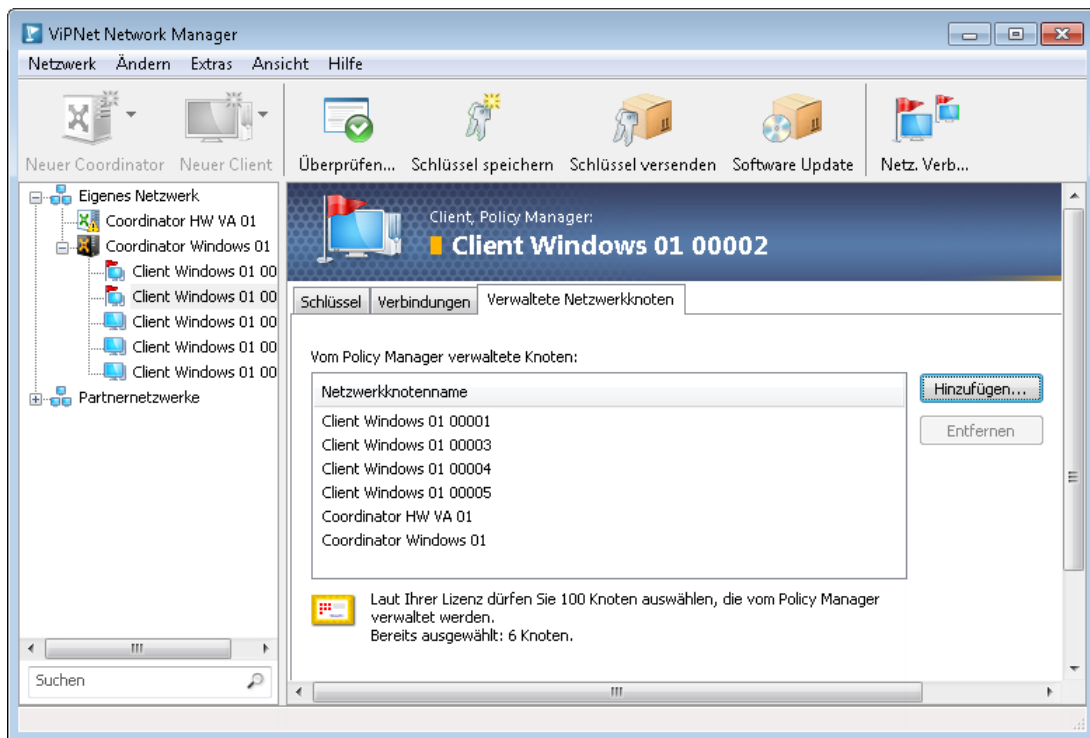 ViPNet Network Manager
Netzwerk Ändern Extras Ansicht Hilfe
Neuer Coordinator Neuer Client Überprüfen... Schlüssel speichern Schlüssel versenden Software Update Netz. Verb...
Eigenes Netzwerk
Coordinator HW VA 01
Coordinator Windows 01
Client Windows 01 00
Client Windows 01 00
Client Windows 01 00
Client Windows 01 00
Client Windows 01 00
Partnernetzwerke
Suchen
Client, Policy Manager:
Client Windows 01 00002
Schlüssel Verbindungen Verwaltete Netzwerkknoten
Vom Policy Manager verwaltete Knoten:
Netzwerkknotenname
Client Windows 01 00001
Client Windows 01 00003
Client Windows 01 00004
Client Windows 01 00005
Coordinator HW VA 01
Coordinator Windows 01
Hinzufügen...
Entfernen
Laut Ihrer Lizenz dürfen Sie 100 Knoten auswählen, die vom Policy Manager
verwaltet werden.
Bereits ausgewählt: 6 Knoten.